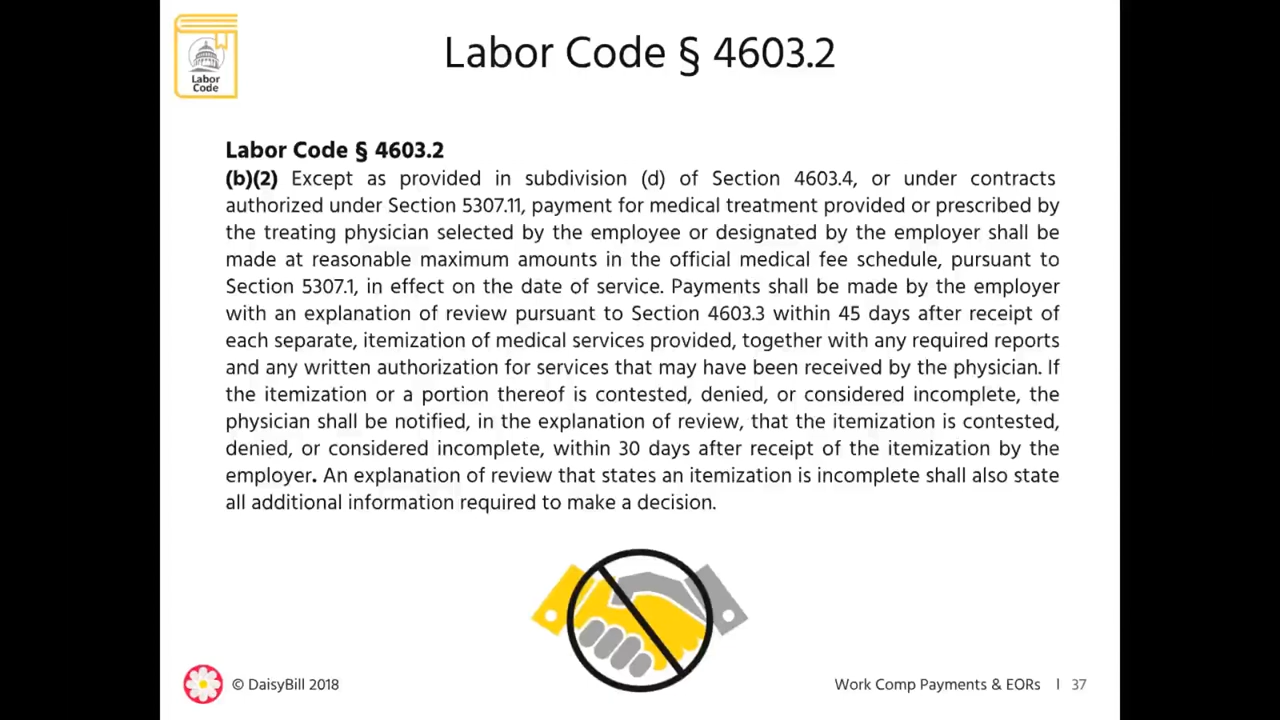 Labor
Code
Labor Code § 4603.2
Labor Code § 4603.2
(b)(2) Except as provided in subdivision (d) of Section 4603.4, or under contracts
authorized under Section 5307.11, payment for medical treatment provided or prescribed by
the treating physician selected by the employee or designated by the employer shall be
made at reasonable maximum amounts in the official medical fee schedule, pursuant to
Section 5307.1, in effect on the date of service. Payments shall be made by the employer
with an explanation of review pursuant to Section 4603.3 within 45 days after receipt of
each separate, itemization of medical services provided, together with any required reports
and any written authorization for services that may have been received by the physician. If
the itemization or a portion thereof is contested, denied, or considered incomplete, the
physician shall be notified, in the explanation of review, that the itemization is contested,
denied, or considered incomplete, within 30 days after receipt of the itemization by the
employer. An explanation of review that states an itemization is incomplete shall also state
all additional information required to make a decision.
© DaisyBill 2018
Work Comp Payments & EORs | 37